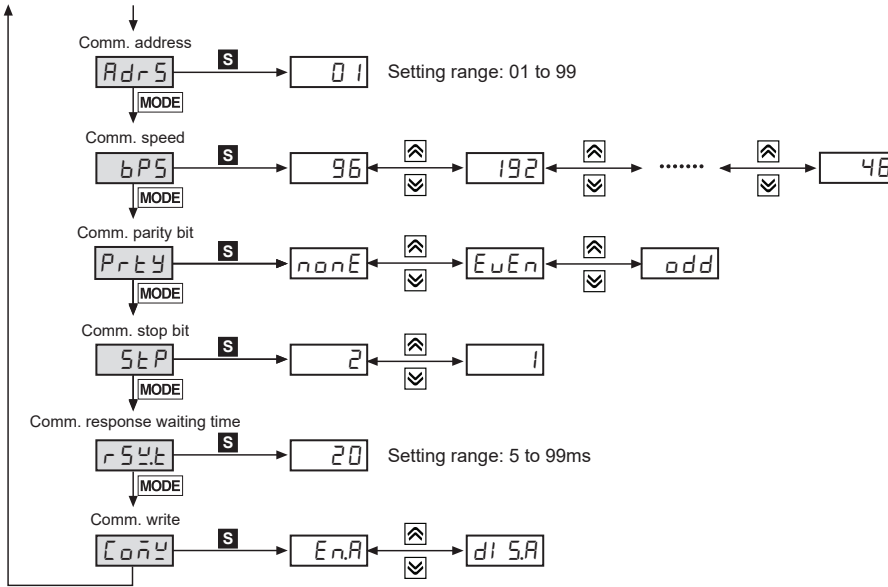 Comm. address
AdrS S 01 Setting range: 01 to 99
MODE
Comm. speed
bPS S 96 192 ....... 48
MODE
Comm. parity bit
PrtY S nonE EvEn odd
MODE
Comm. stop bit
StP S 2 1
MODE
Comm. response waiting time
rSW.t S 20 Setting range: 5 to 99ms
MODE
Comm. write
ComW S En.A dIS.A